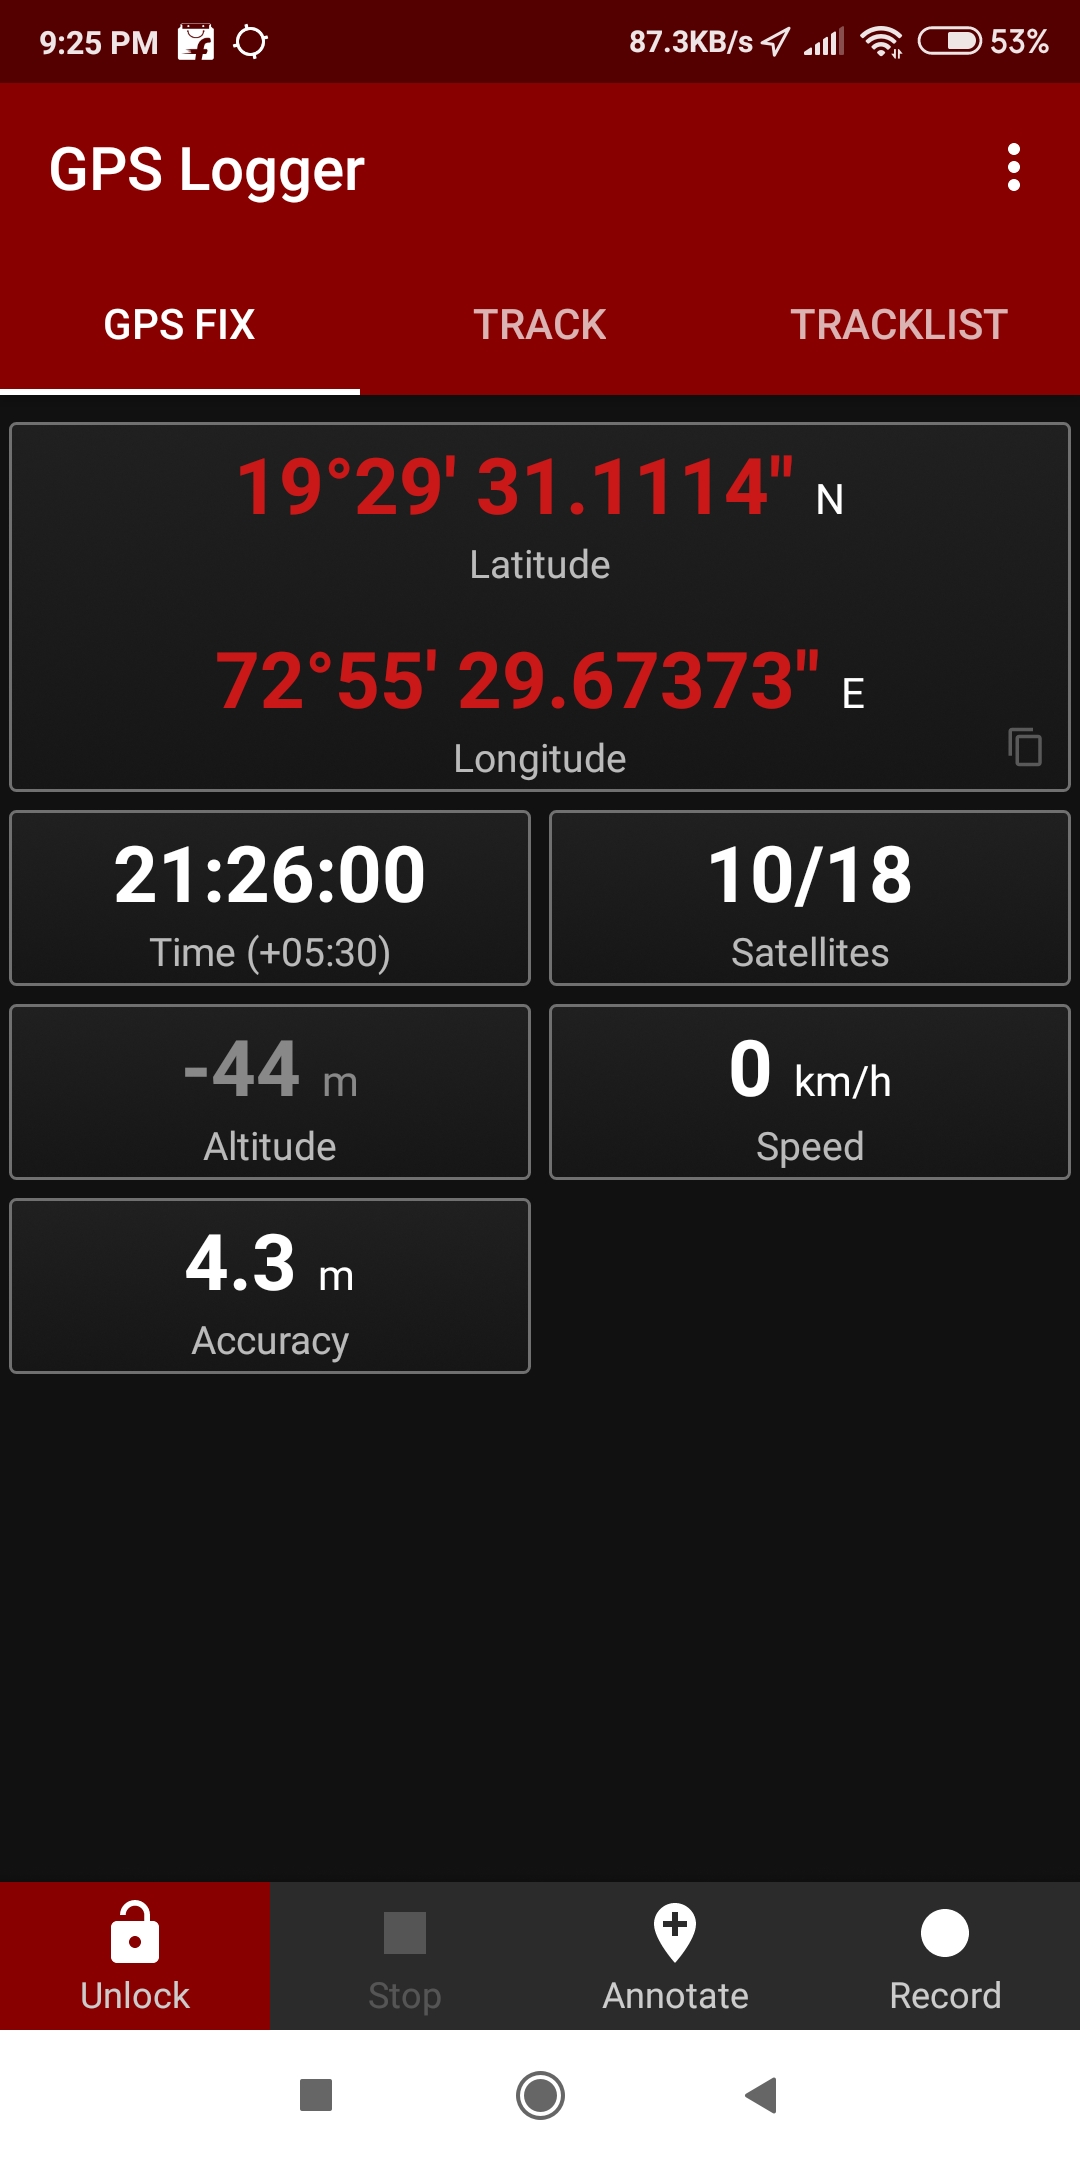 9:25 PM 87.3KB/s 53%
GPS Logger
GPS FIX TRACK TRACKLIST
19°29' 31.1114" N
Latitude
72°55' 29.67373" E
Longitude
21:26:00 10/18
Time (+05:30) Satellites
-44 m 0 km/h
Altitude Speed
4.3 m
Accuracy
Unlock Stop Annotate Record